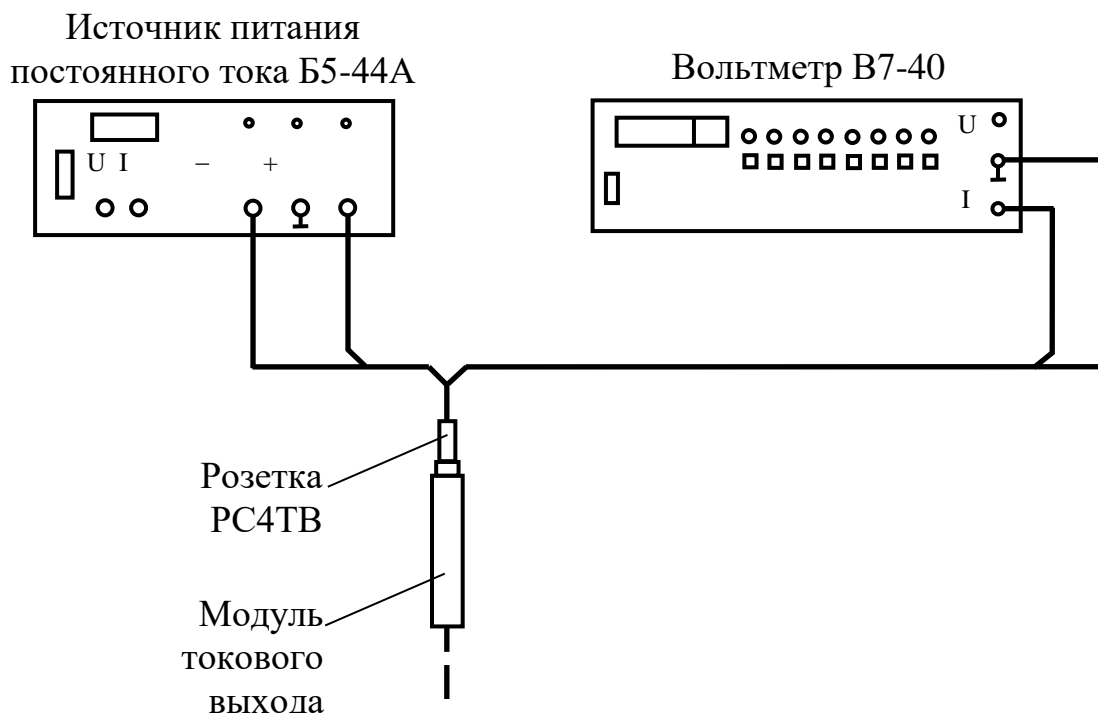 Источник питания
постоянного тока Б5-44А
Вольтметр В7-40
U I
−
+
U
I
Розетка
РС4ТВ
Модуль
токового
выхода